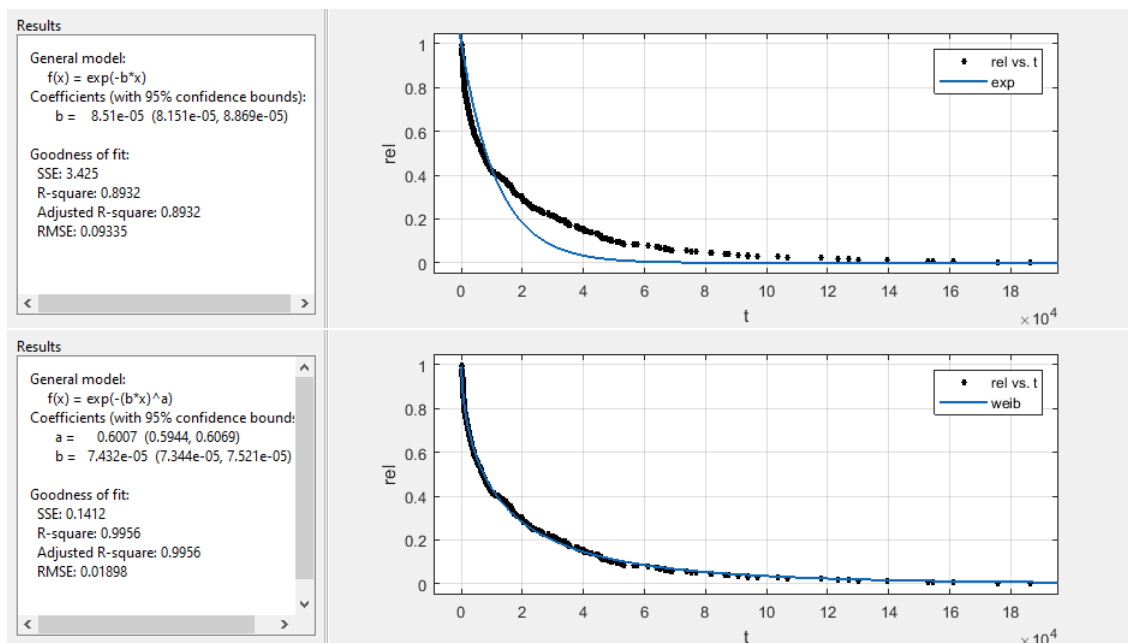 Results
General model:
f(x) = exp(-b*x)
Coefficients (with 95% confidence bounds):
b = 8.51e-05 (8.151e-05, 8.869e-05)
Goodness of fit:
SSE: 3.425
R-square: 0.8932
Adjusted R-square: 0.8932
RMSE: 0.09335
1
0.8
0.6
0.4
0.2
0
rel
rel vs. t
exp
0 2 4 6 8 10 12 14 16 18
t
×10^4
Results
General model:
f(x) = exp(-(b*x)^a)
Coefficients (with 95% confidence bounds
a = 0.6007 (0.5944, 0.6069)
b = 7.432e-05 (7.344e-05, 7.521e-05)
Goodness of fit:
SSE: 0.1412
R-square: 0.9956
Adjusted R-square: 0.9956
RMSE: 0.01898
1
0.8
0.6
0.4
0.2
0
rel
rel vs. t
weib
0 2 4 6 8 10 12 14 16 18
t
×10^4